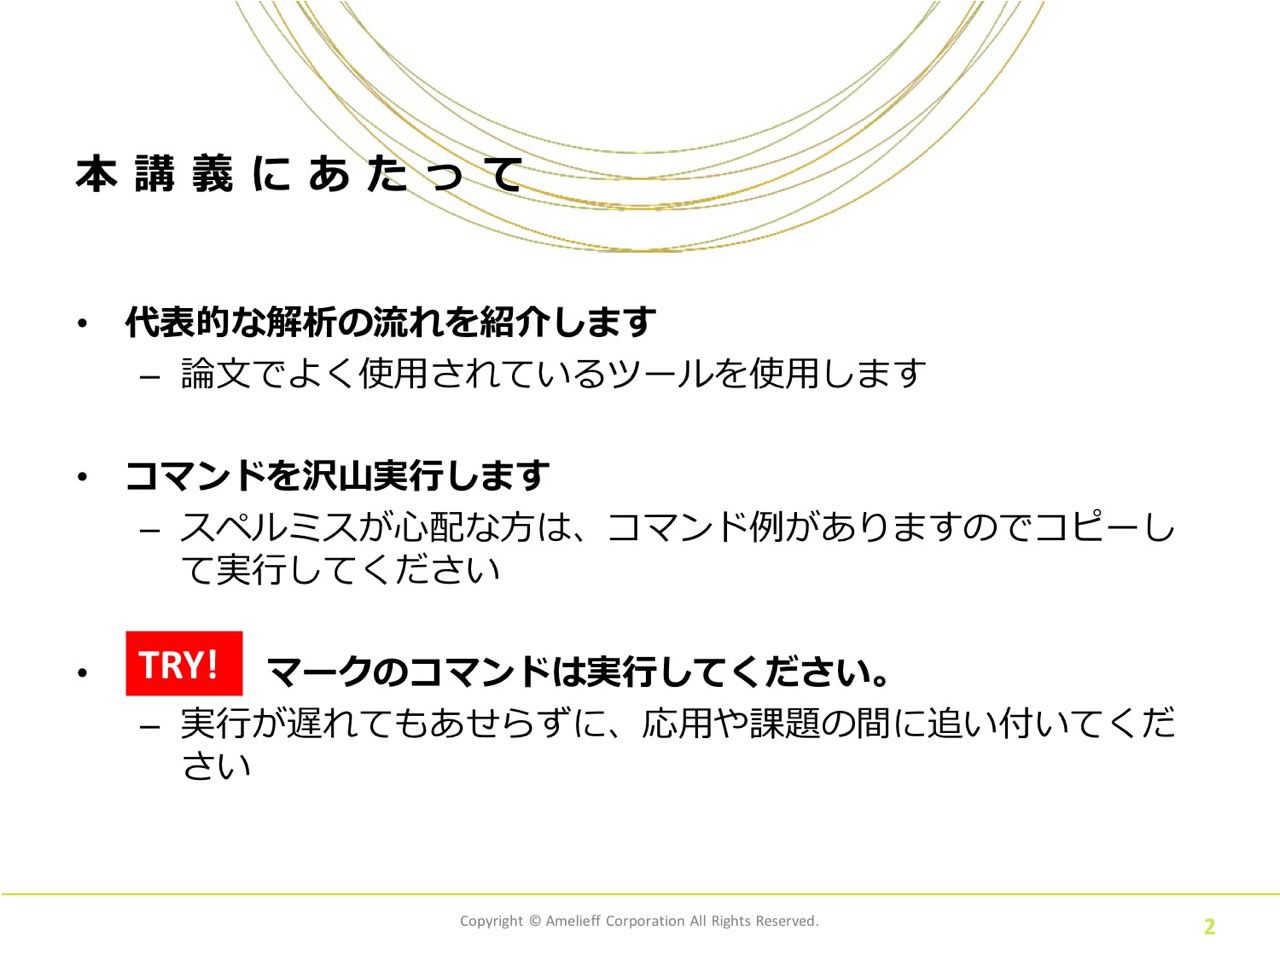 本講義にあたって
• 代表的な解析の流れを紹介します
– 論文でよく使用されているツールを使用します
• コマンドを沢山実行します
– スペルミスが心配な方は、コマンド例がありますのでコピーし
て実行してください
• TRY! マークのコマンドは実行してください。
– 実行が遅れてもあせらずに、応用や課題の間に追い付いてくだ
さい
Copyright © Amelieff Corporation All Rights Reserved.
2